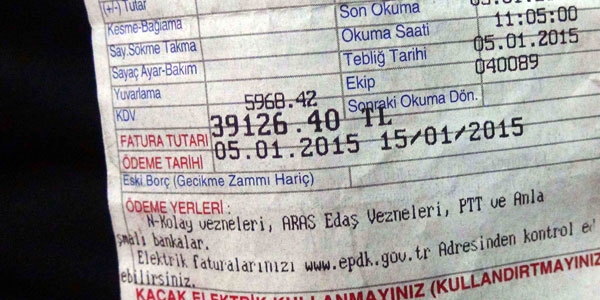 (+/-) Tutar
Kesme-Bağlama
Say.Sökme Takma
Sayaç Ayar-Bakım
Yuvarlama
KDV 5968.42
Son Okuma
Okuma Saati 11:05:00
Tebliğ Tarihi 05.01.2015
Ekip 040089
Sonraki Okuma Dön.
FATURA TUTARI 39126.40 TL
ÖDEME TARİHİ 05.01.2015 15/01/2015
Eski Borç (Gecikme Zammı Hariç)
ÖDEME YERLERİ :
N-Kolay vezneleri, ARAS Edaş Vezneleri, PTT ve Anla
şmalı bankalar.
Elektrik faturalarınızı www.epdk.gov.tr Adresinden kontrol ed
ebilirsiniz.
KAÇAK ELEKTRİK KULLANMAYINIZ (KULLANDIRTMAYINIZ